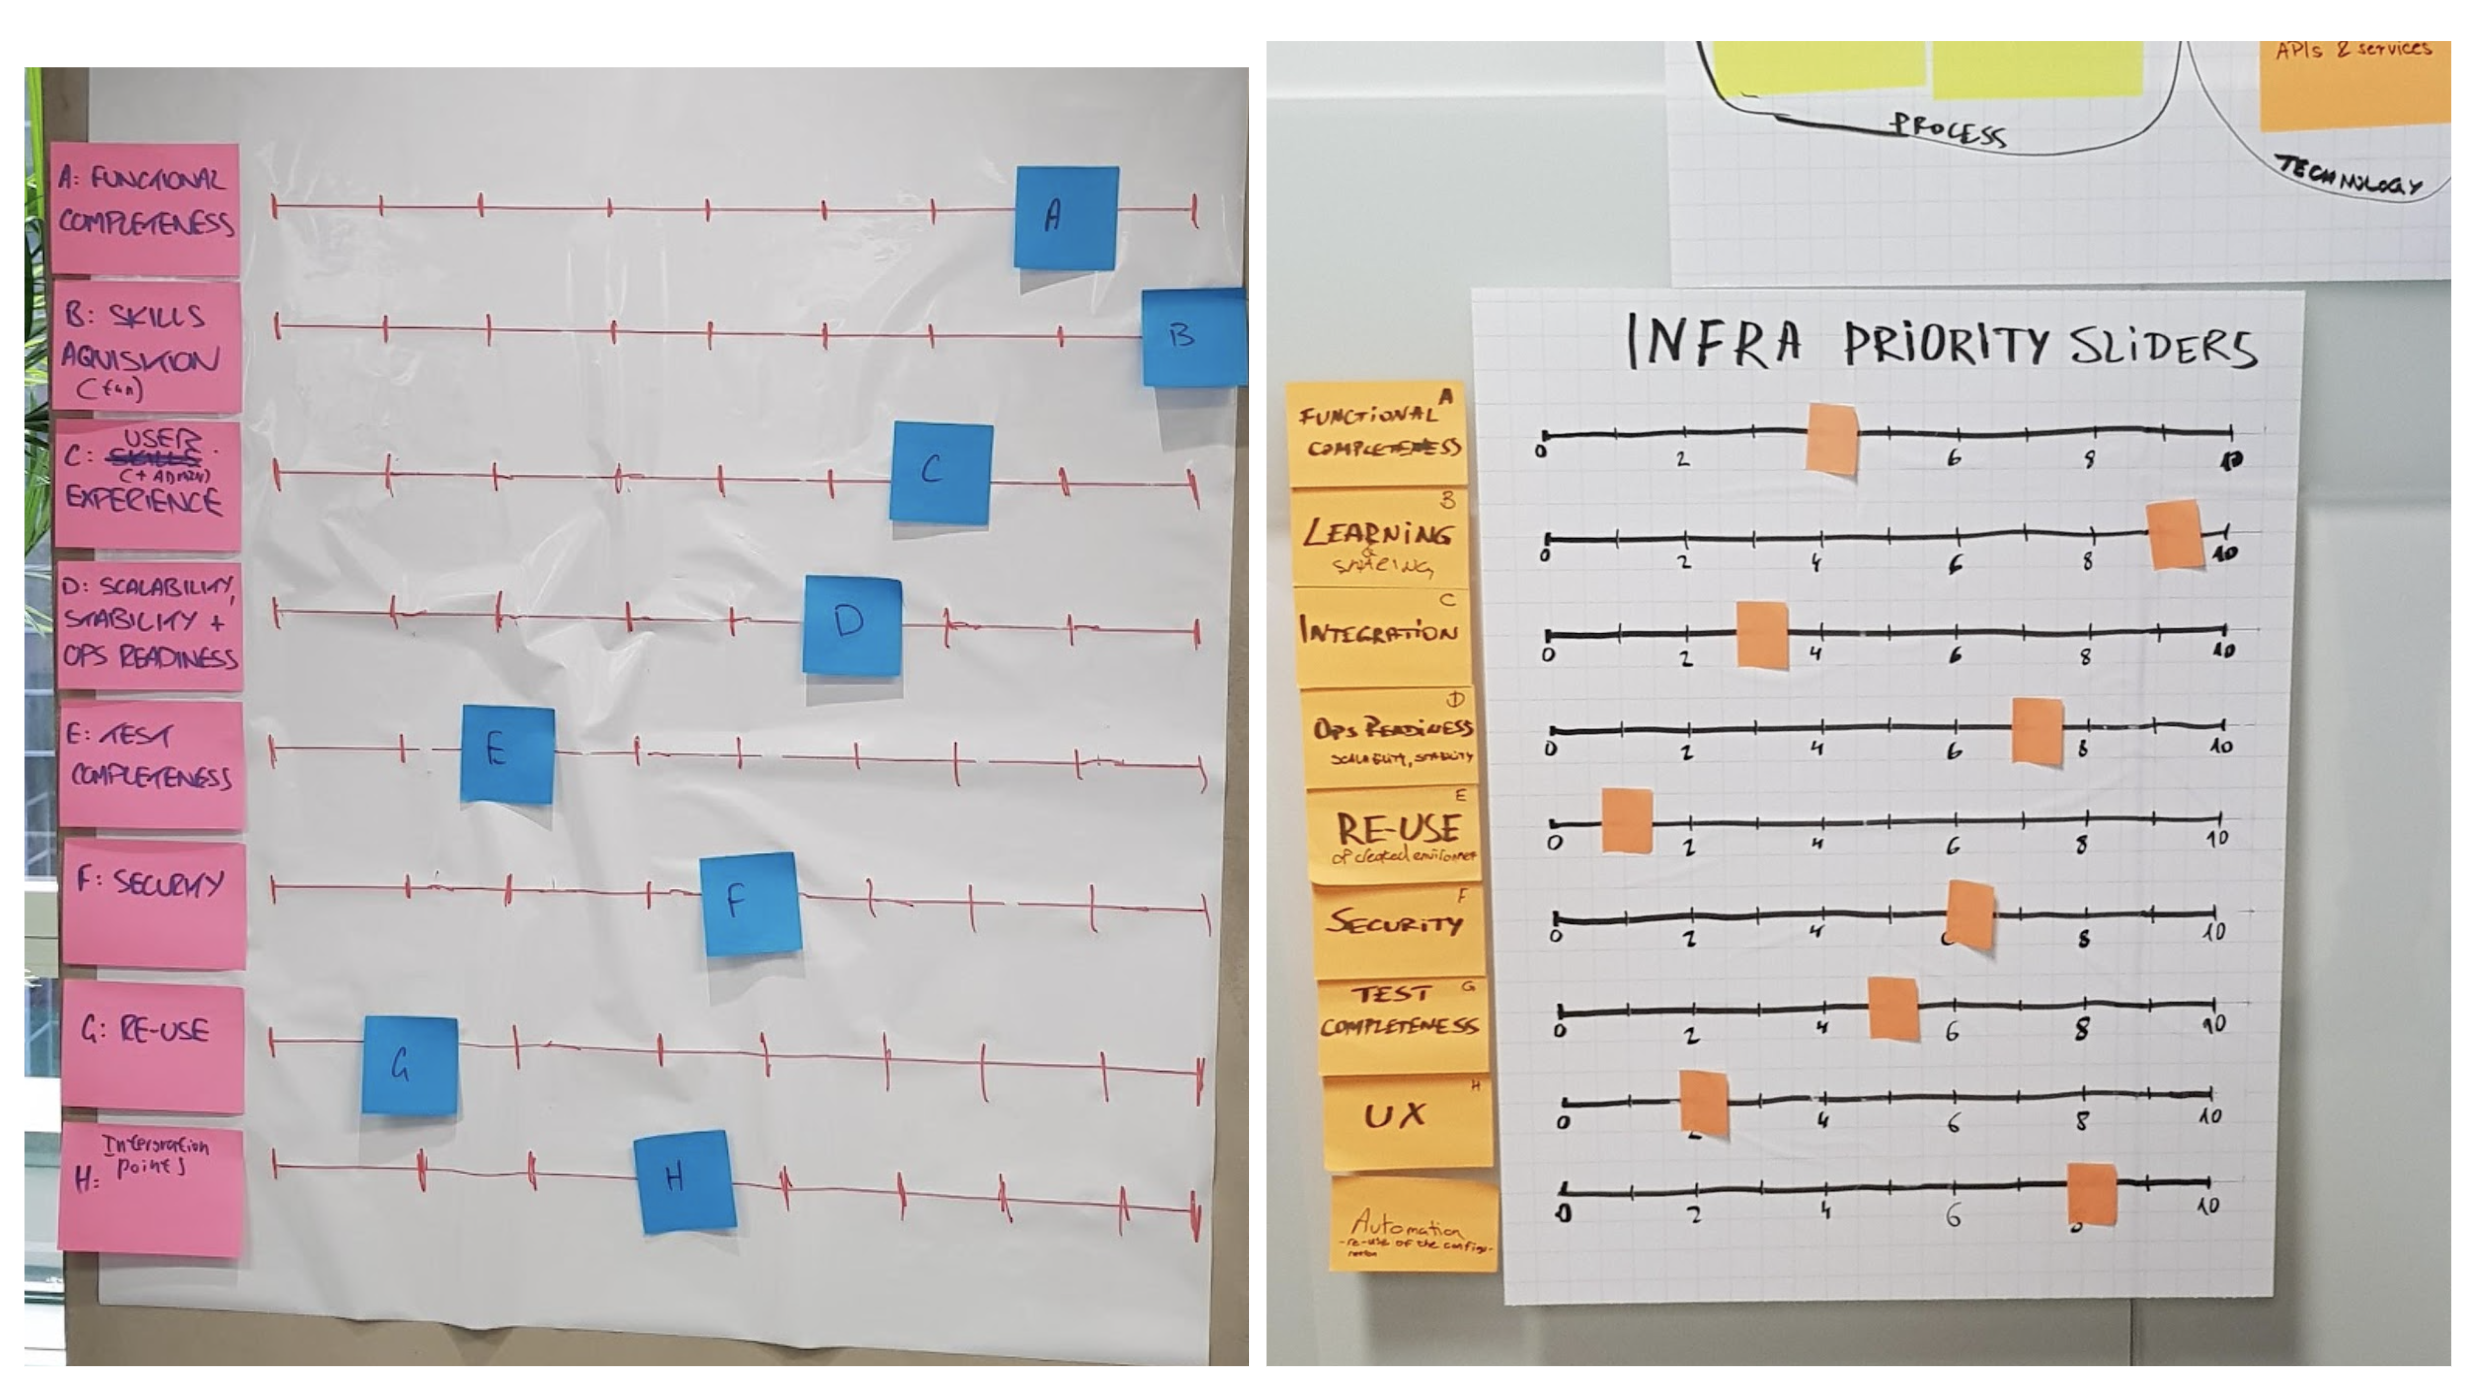 A: FUNCTIONAL
COMPLETENESS
A
B: SKILLS
AQUISITION
(fun)
B
USER
C: SKILLS
(+ ADMIN)
EXPERIENCE
C
D: SCALABILITY,
STABILITY +
OPS READINESS
D
E: TEST
COMPLETENESS
E
F: SECURITY
F
G: RE-USE
G
Integration
points
H:
H
APIs & services
PROCESS
TECHNOLOGY
INFRA PRIORITY SLIDERS
A
FUNCTIONAL
COMPLETENESS
0 2 6 8 10
B
LEARNING
&
SHARING
0 2 4 6 8 10
C
INTEGRATION
0 2 4 6 8 10
D
OPS READINESS
SCALABILITY, STABILITY
0 2 4 6 8 10
E
RE-USE
of created environment
0 2 4 6 8 10
F
SECURITY
0 2 4 8 10
G
TEST
COMPLETENESS
0 2 4 6 8 10
H
UX
0 4 6 8 10
Automation
- re-use of the configu-
ration
0 2 4 6 10